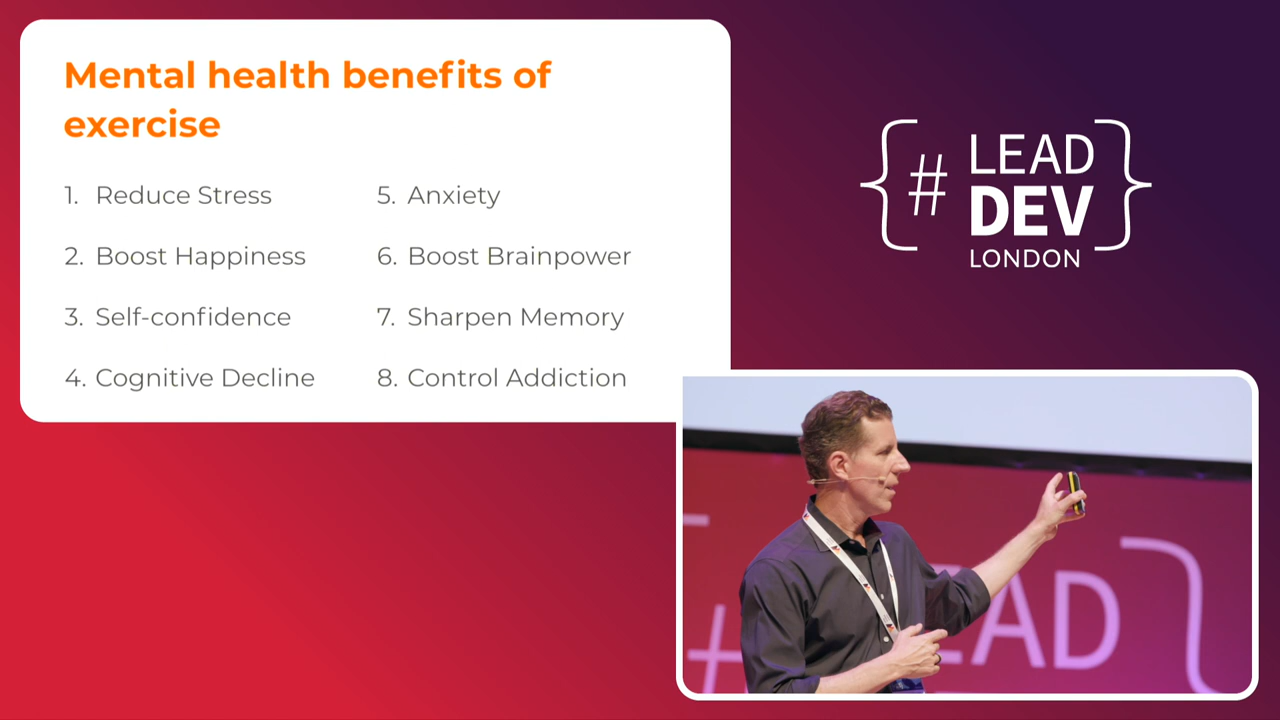 Mental health benefits of
exercise
1. Reduce Stress
2. Boost Happiness
3. Self-confidence
4. Cognitive Decline
5. Anxiety
6. Boost Brainpower
7. Sharpen Memory
8. Control Addiction
{# LEAD}
DEV
LONDON
# LEAD }